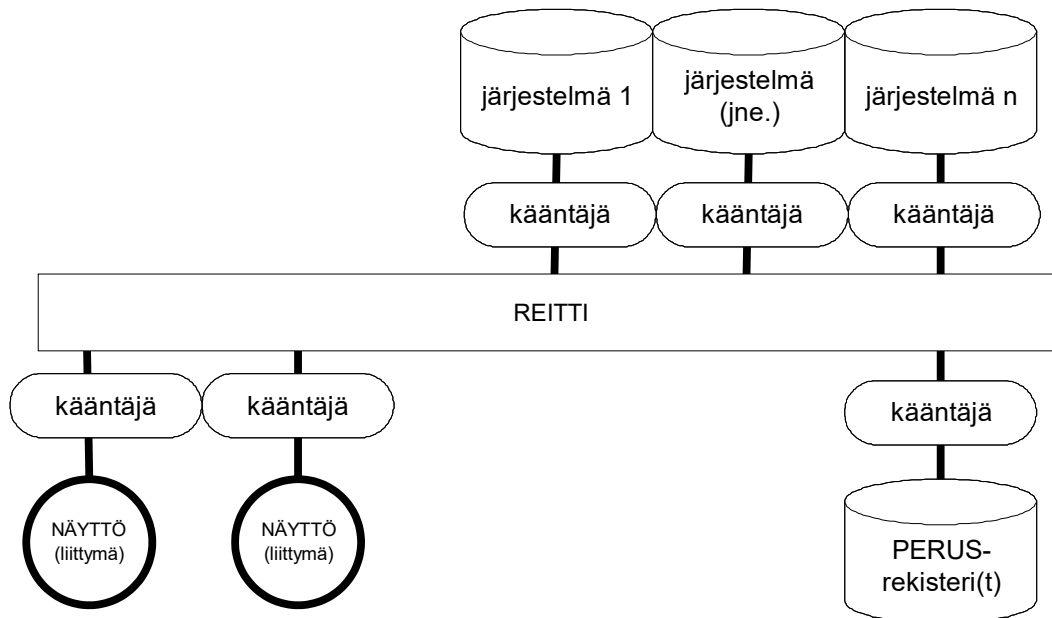 järjestelmä 1
järjestelmä
(jne.)
järjestelmä n
kääntäjä
kääntäjä
kääntäjä
REITTI
kääntäjä
kääntäjä
kääntäjä
NÄYTTÖ
(liittymä)
NÄYTTÖ
(liittymä)
PERUS-
rekisteri(t)